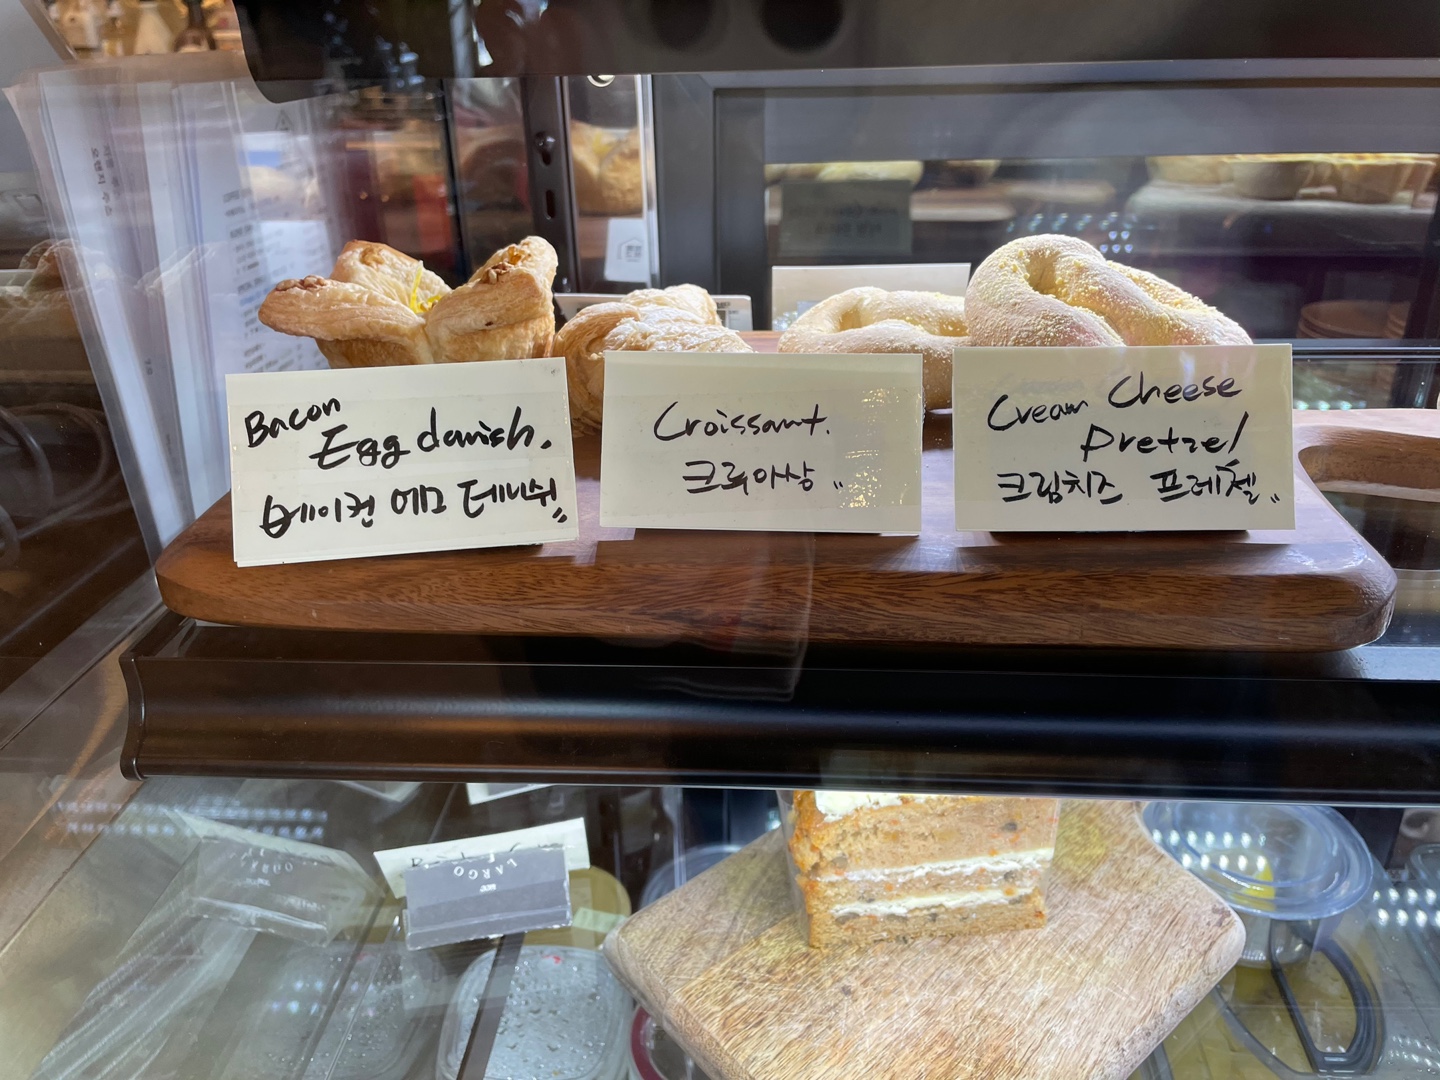 Bacon
Egg danish.
베이컨 에그 데니쉬"
Croissant.
크로아상"
Cream Cheese
Pretzel
크림치즈 프레첼"
LARGO